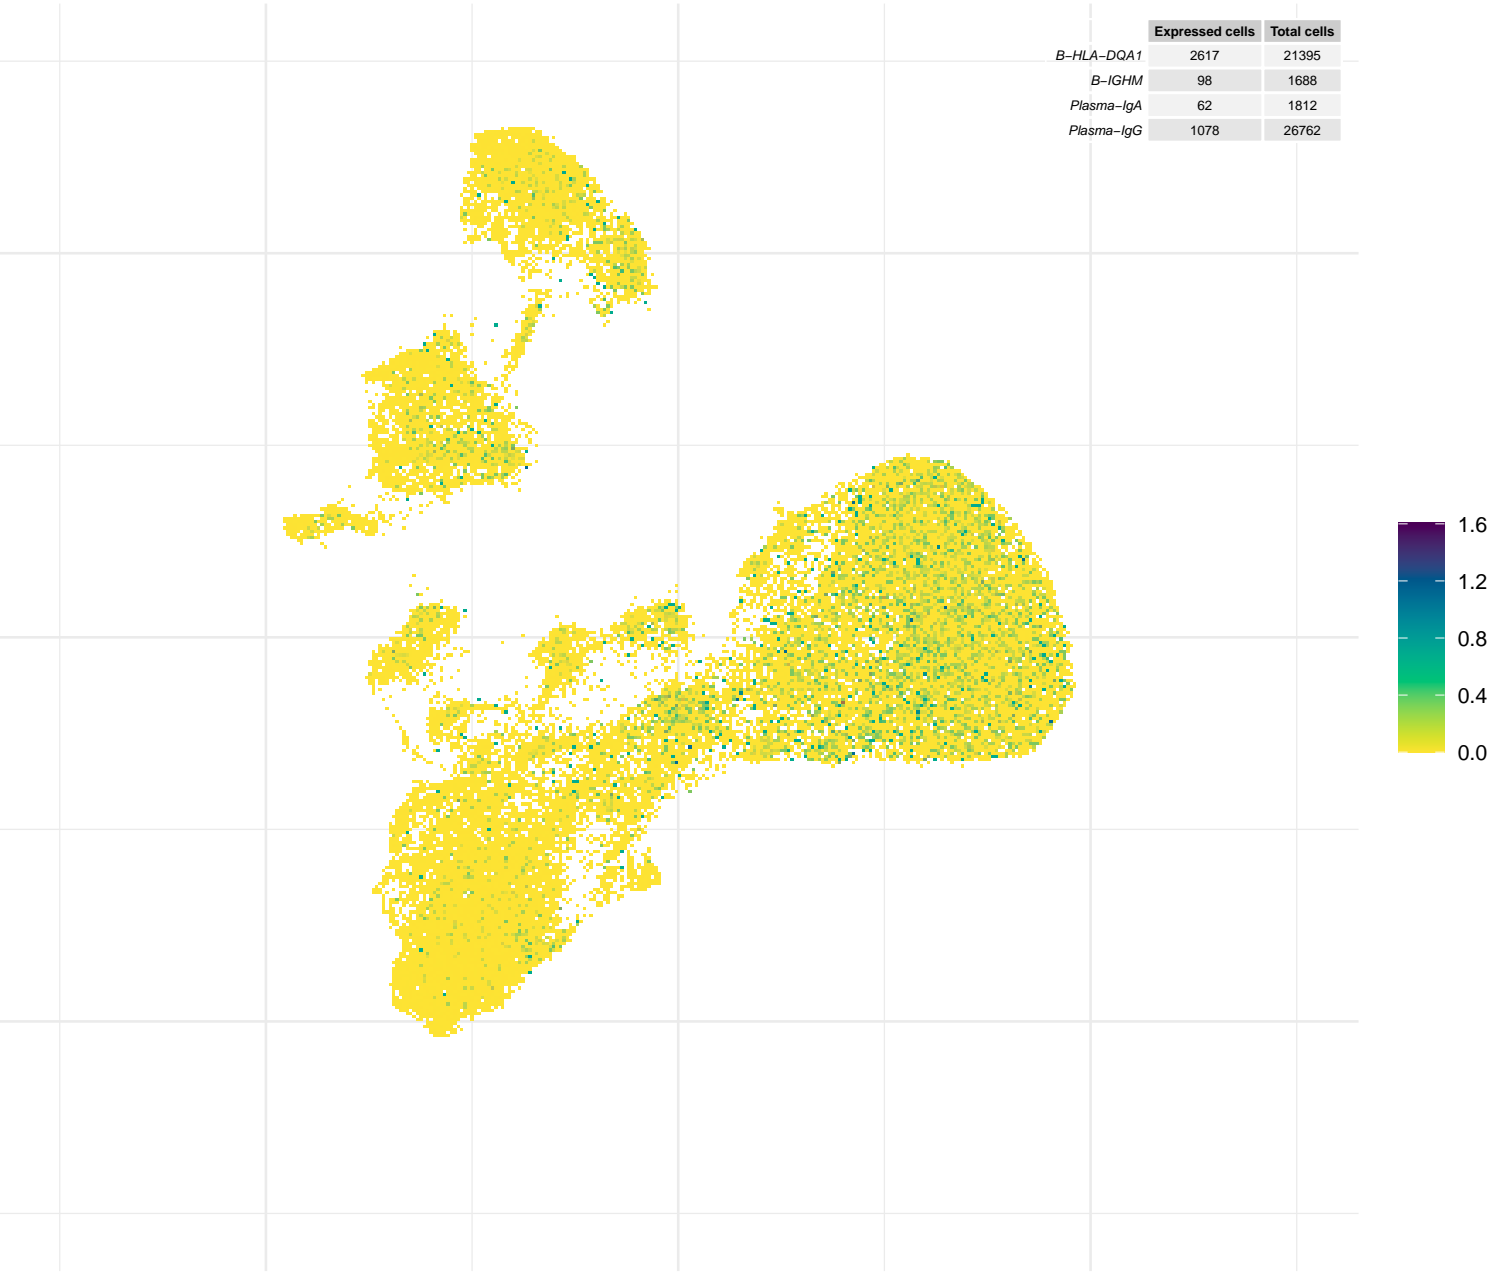 Expressed cells Total cells
B−HLA−DQA1 2617 21395
B−IGHM 98 1688
Plasma−IgA 62 1812
Plasma−IgG 1078 26762
1.6
1.2
0.8
0.4
0.0